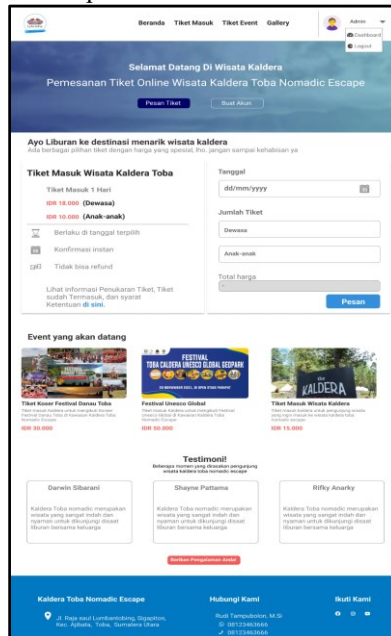 Beranda Tiket Masuk Tiket Event Gallery
Admin
Dashboard
Logout
Selamat Datang Di Wisata Kaldera
Pemesanan Tiket Online Wisata Kaldera Toba Nomadic Escape
Pesan Tiket
Buat Akun
Ayo Liburan ke destinasi menarik wisata kaldera
Ada berbagai pilihan tiket dengan harga yang spesial, lho. jangan sampai kehabisan ya
Tiket Masuk Wisata Kaldera Toba
Tiket Masuk 1 Hari
IDR 18.000 (Dewasa)
IDR 10.000 (Anak-anak)
Berlaku di tanggal terpilih
Konfirmasi instan
Tidak bisa refund
Lihat informasi Penukaran Tiket, Tiket
sudah Termasuk, dan syarat
Ketentuan di sini.
Tanggal
dd/mm/yyyy
Jumlah Tiket
Dewasa
Anak-anak
Total harga
-
Pesan
Event yang akan datang
FESTIVAL
TOBA CALDERA UNESCO GLOBAL GEOPARK
KALDERA
Tiket Koser Festival Danau Toba
Festival Unesco Global
Tiket Masuk Wisata Kaldera
IDR 30.000
IDR 50.000
IDR 15.000
Testimoni!
Beberapa momen yang dirasakan pengunjung
wisata kaldera toba nomadic escape
Darwin Sibarani
Kaldera Toba nomadic merupakan
wisata yang sangat indah dan
nyaman untuk dikunjungi disaat
liburan bersama keluarga
Shayne Pattama
Kaldera Toba nomadic merupakan
wisata yang sangat indah dan
nyaman untuk dikunjungi disaat
liburan bersama keluarga
Rifky Anarky
Kaldera Toba nomadic merupakan
wisata yang sangat indah dan
nyaman untuk dikunjungi disaat
liburan bersama keluarga
Berikan Pengalaman Anda!
Kaldera Toba Nomadic Escape
Jl. Raja saul Lumbantobing, Sigapiton,
Kec. Ajibata, Toba, Sumatera Utara
Hubungi Kami
Rudi Tampubolon, M.Si
08123463666
08123463666
Ikuti Kami